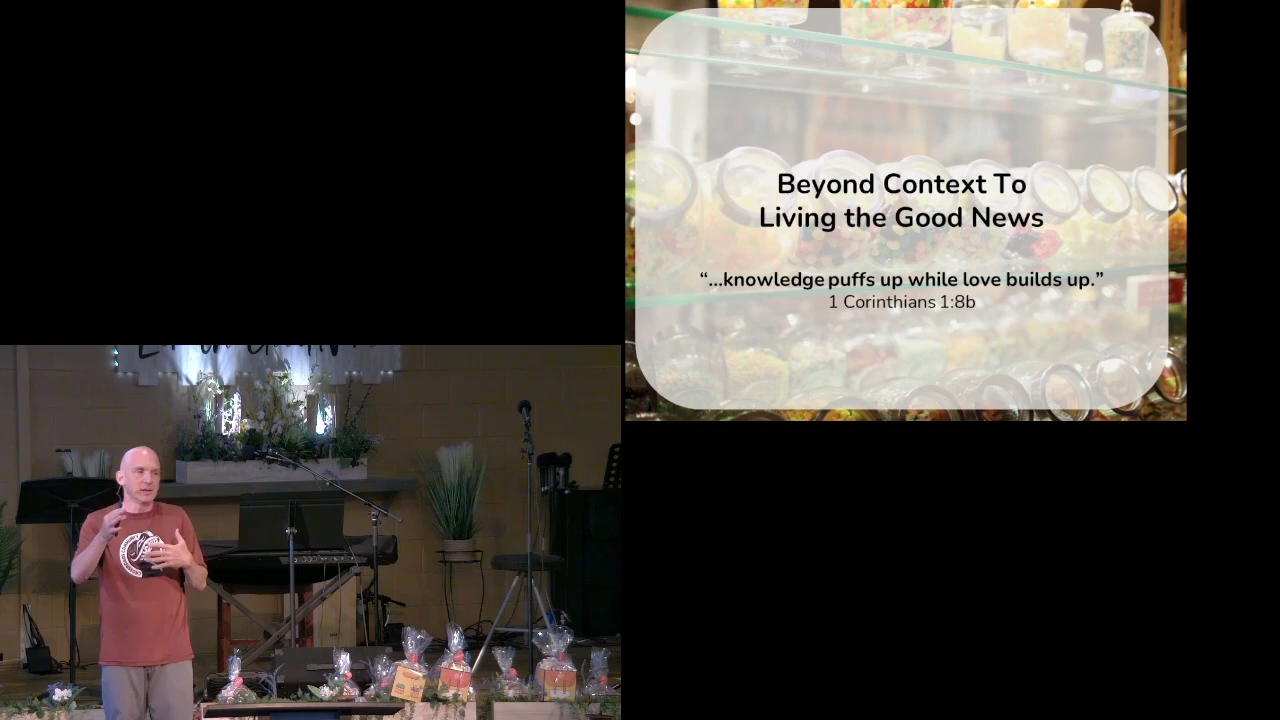 Beyond Context To
Living the Good News
“...knowledge puffs up while love builds up.”
1 Corinthians 1:8b